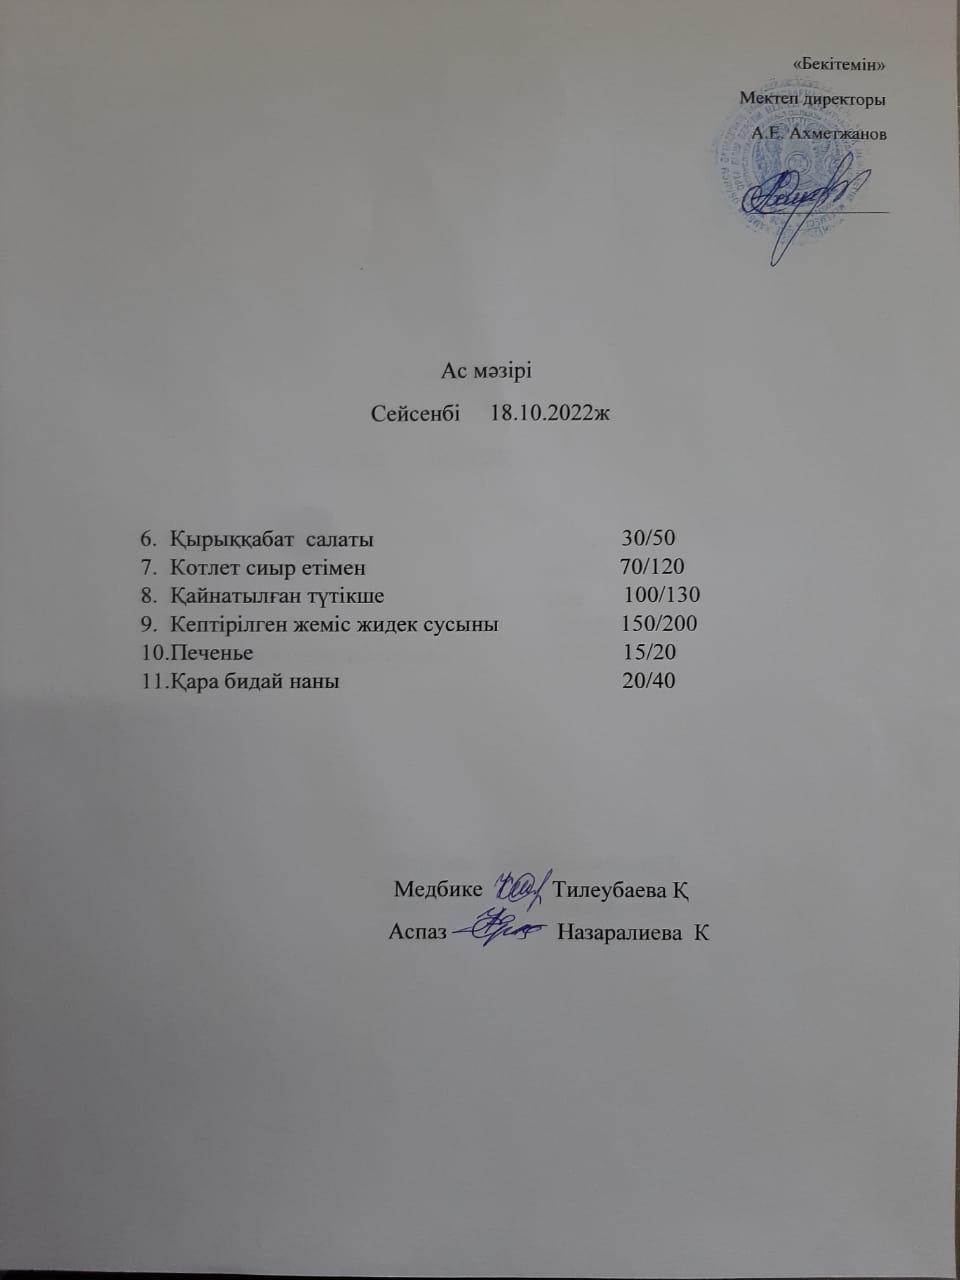 «Бекітемін»
Мектеп директоры
А.Е. Ахметжанов
Ас мәзірі
Сейсенбі 18.10.2022ж
6. Қырыққабат салаты 30/50
7. Котлет сиыр етімен 70/120
8. Қайнатылған түтікше 100/130
9. Кептірілген жеміс жидек сусыны 150/200
10.Печенье 15/20
11.Қара бидай наны 20/40
Медбике Тилеубаева Қ
Аспаз Назаралиева К